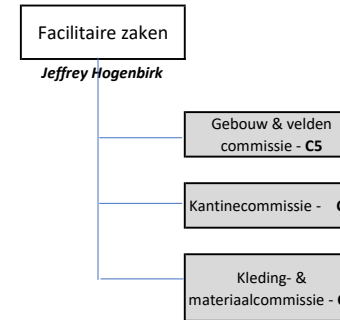 Facilitaire zaken
Jeffrey Hogenbirk
Gebouw & velden
commissie - C5
Kantinecommissie -
Kleding- &
materiaalcommissie -